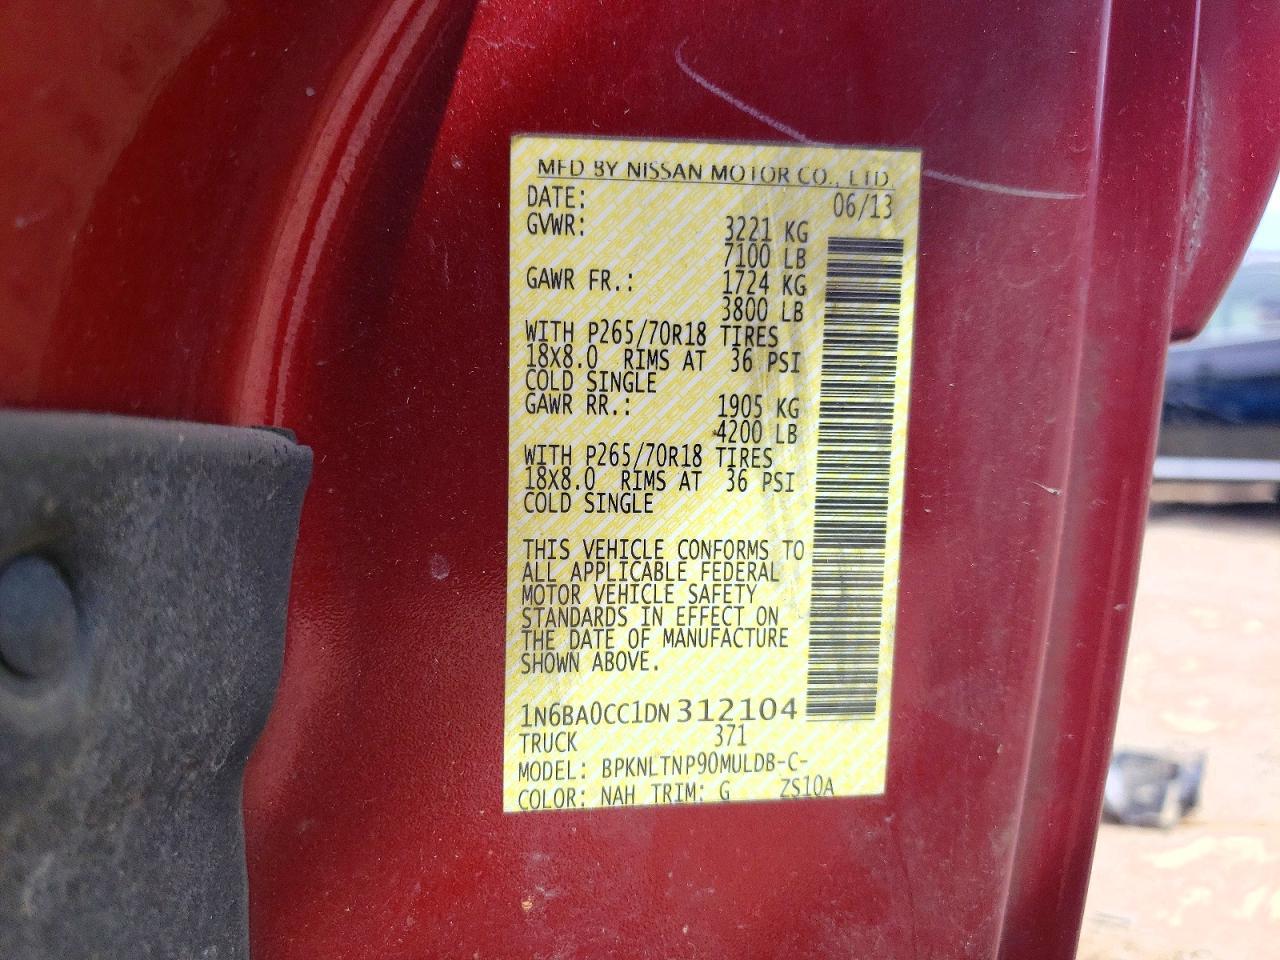 MFD BY NISSAN MOTOR CO., LTD.
DATE: 06/13
GVWR: 3221 KG
7100 LB
GAWR FR.: 1724 KG
3800 LB
WITH P265/70R18 TIRES
18X8.0 RIMS AT 36 PSI
COLD SINGLE
GAWR RR.: 1905 KG
4200 LB
WITH P265/70R18 TIRES
18X8.0 RIMS AT 36 PSI
COLD SINGLE
THIS VEHICLE CONFORMS TO
ALL APPLICABLE FEDERAL
MOTOR VEHICLE SAFETY
STANDARDS IN EFFECT ON
THE DATE OF MANUFACTURE
SHOWN ABOVE.
1N6BA0CC1DN312104
TRUCK 371
MODEL: BPKNLTNP90MULDB-C-
COLOR: NAH TRIM: G ZS10A